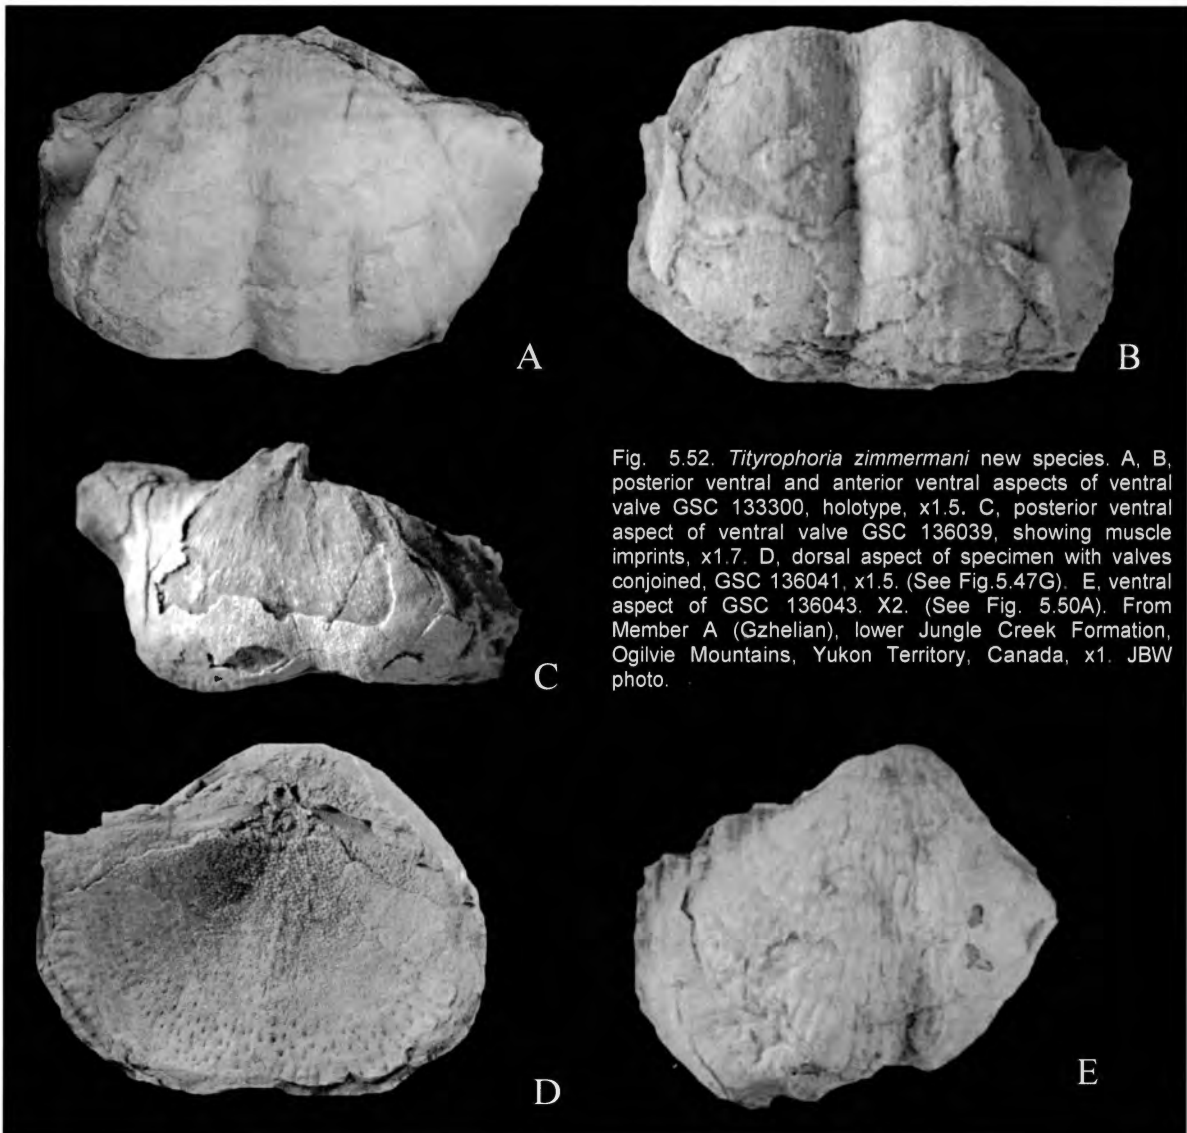 A
B
Fig. 5.52. Tityrophoria zimmermani new species. A, B,
posterior ventral and anterior ventral aspects of ventral
valve GSC 133300, holotype, x1.5. C, posterior ventral
aspect of ventral valve GSC 136039, showing muscle
imprints, x1.7. D, dorsal aspect of specimen with valves
conjoined, GSC 136041, x1.5. (See Fig.5.47G). E, ventral
aspect of GSC 136043. X2. (See Fig. 5.50A). From
Member A (Gzhelian), lower Jungle Creek Formation,
Ogilvie Mountains, Yukon Territory, Canada, x1. JBW
photo.
C
D
E